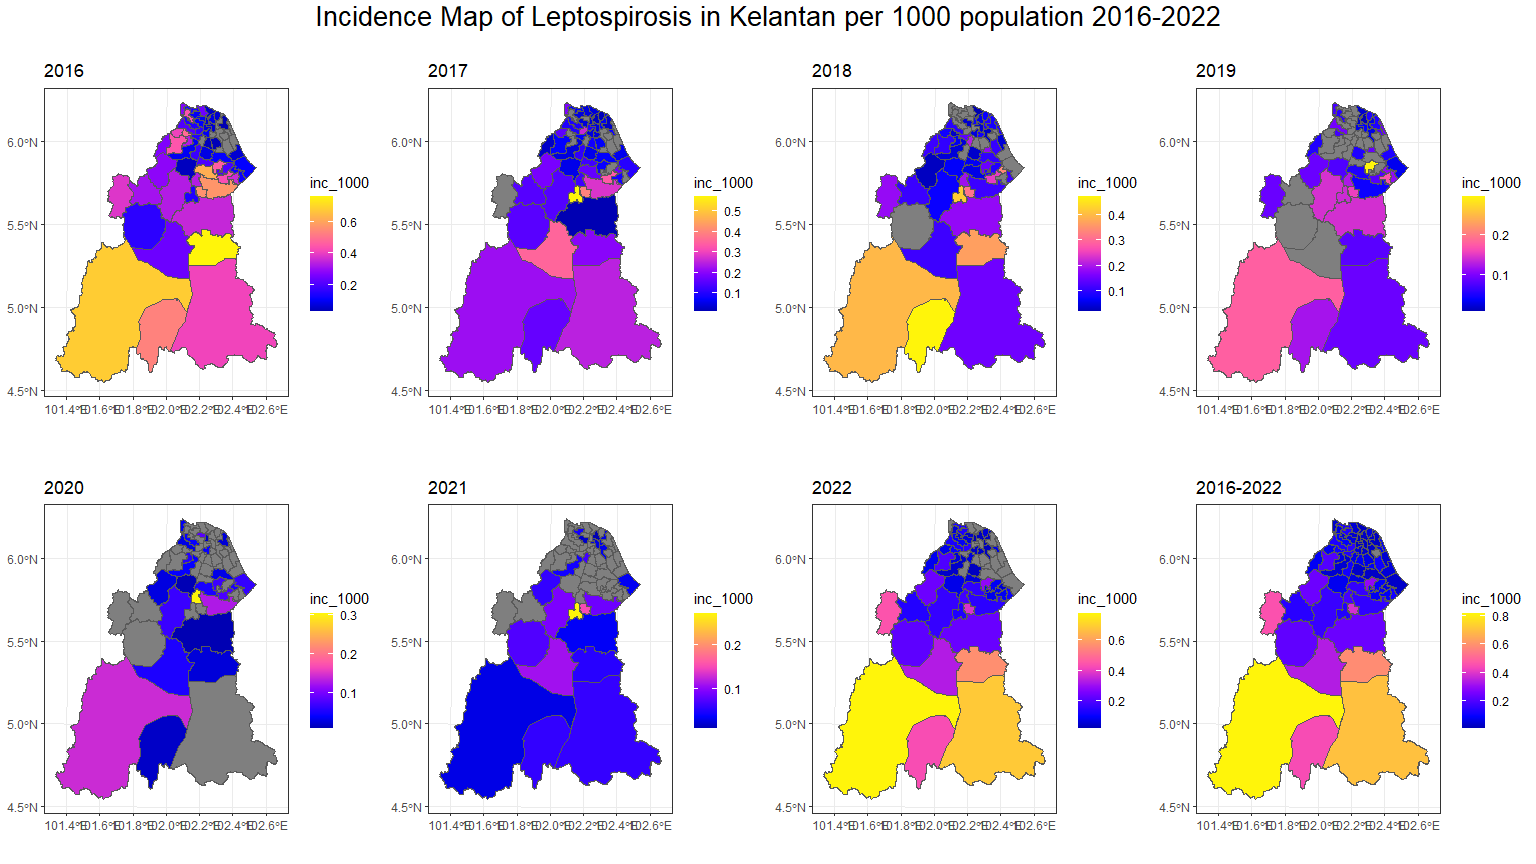 Incidence Map of Leptospirosis in Kelantan per 1000 population 2016-2022
2016
2017
2018
2019
6.0°N
5.5°N
5.0°N
4.5°N
101.4°E 101.6°E 101.8°E 102.0°E 102.2°E 102.4°E 102.6°E
inc_1000
0.6
0.4
0.2
101.4°E 101.6°E 101.8°E 102.0°E 102.2°E 102.4°E 102.6°E
6.0°N
5.5°N
5.0°N
4.5°N
inc_1000
0.5
0.4
0.3
0.2
0.1
6.0°N
5.5°N
5.0°N
4.5°N
101.4°E 101.6°E 101.8°E 102.0°E 102.2°E 102.4°E 102.6°E
inc_1000
0.4
0.3
0.2
0.1
6.0°N
5.5°N
5.0°N
4.5°N
101.4°E 101.6°E 101.8°E 102.0°E 102.2°E 102.4°E 102.6°E
inc_1000
0.2
0.1
2020
2021
2022
2016-2022
6.0°N
5.5°N
5.0°N
4.5°N
101.4°E 101.6°E 101.8°E 102.0°E 102.2°E 102.4°E 102.6°E
inc_1000
0.3
0.2
0.1
6.0°N
5.5°N
5.0°N
4.5°N
101.4°E 101.6°E 101.8°E 102.0°E 102.2°E 102.4°E 102.6°E
inc_1000
0.2
0.1
6.0°N
5.5°N
5.0°N
4.5°N
101.4°E 101.6°E 101.8°E 102.0°E 102.2°E 102.4°E 102.6°E
inc_1000
0.6
0.4
0.2
6.0°N
5.5°N
5.0°N
4.5°N
101.4°E 101.6°E 101.8°E 102.0°E 102.2°E 102.4°E 102.6°E
inc_1000
0.8
0.6
0.4
0.2